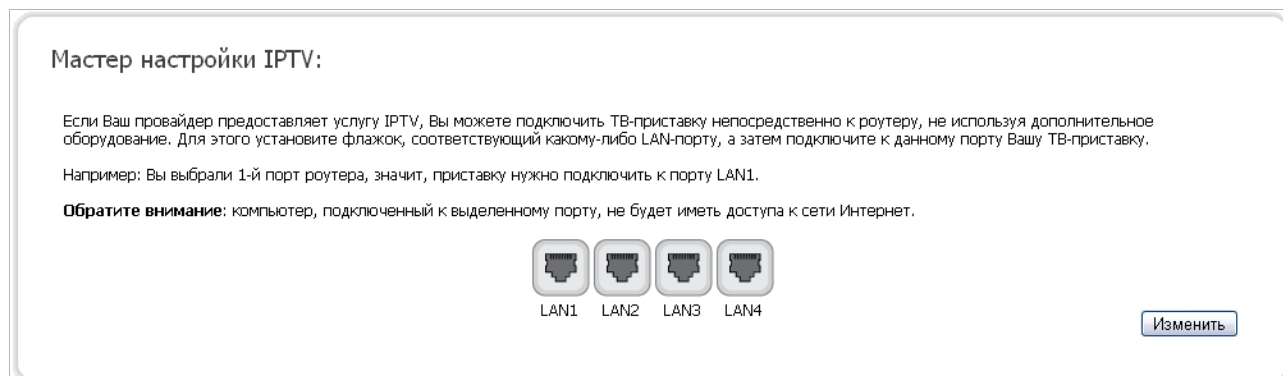 Мастер настройки IPTV:
Если Ваш провайдер предоставляет услугу IPTV, Вы можете подключить ТВ-приставку непосредственно к роутеру, не используя дополнительное
оборудование. Для этого установите флажок, соответствующий какому-либо LAN-порту, а затем подключите к данному порту Вашу ТВ-приставку.
Например: Вы выбрали 1-й порт роутера, значит, приставку нужно подключить к порту LAN1.
Обратите внимание: компьютер, подключенный к выделенному порту, не будет иметь доступа к сети Интернет.
LAN1 LAN2 LAN3 LAN4
Изменить